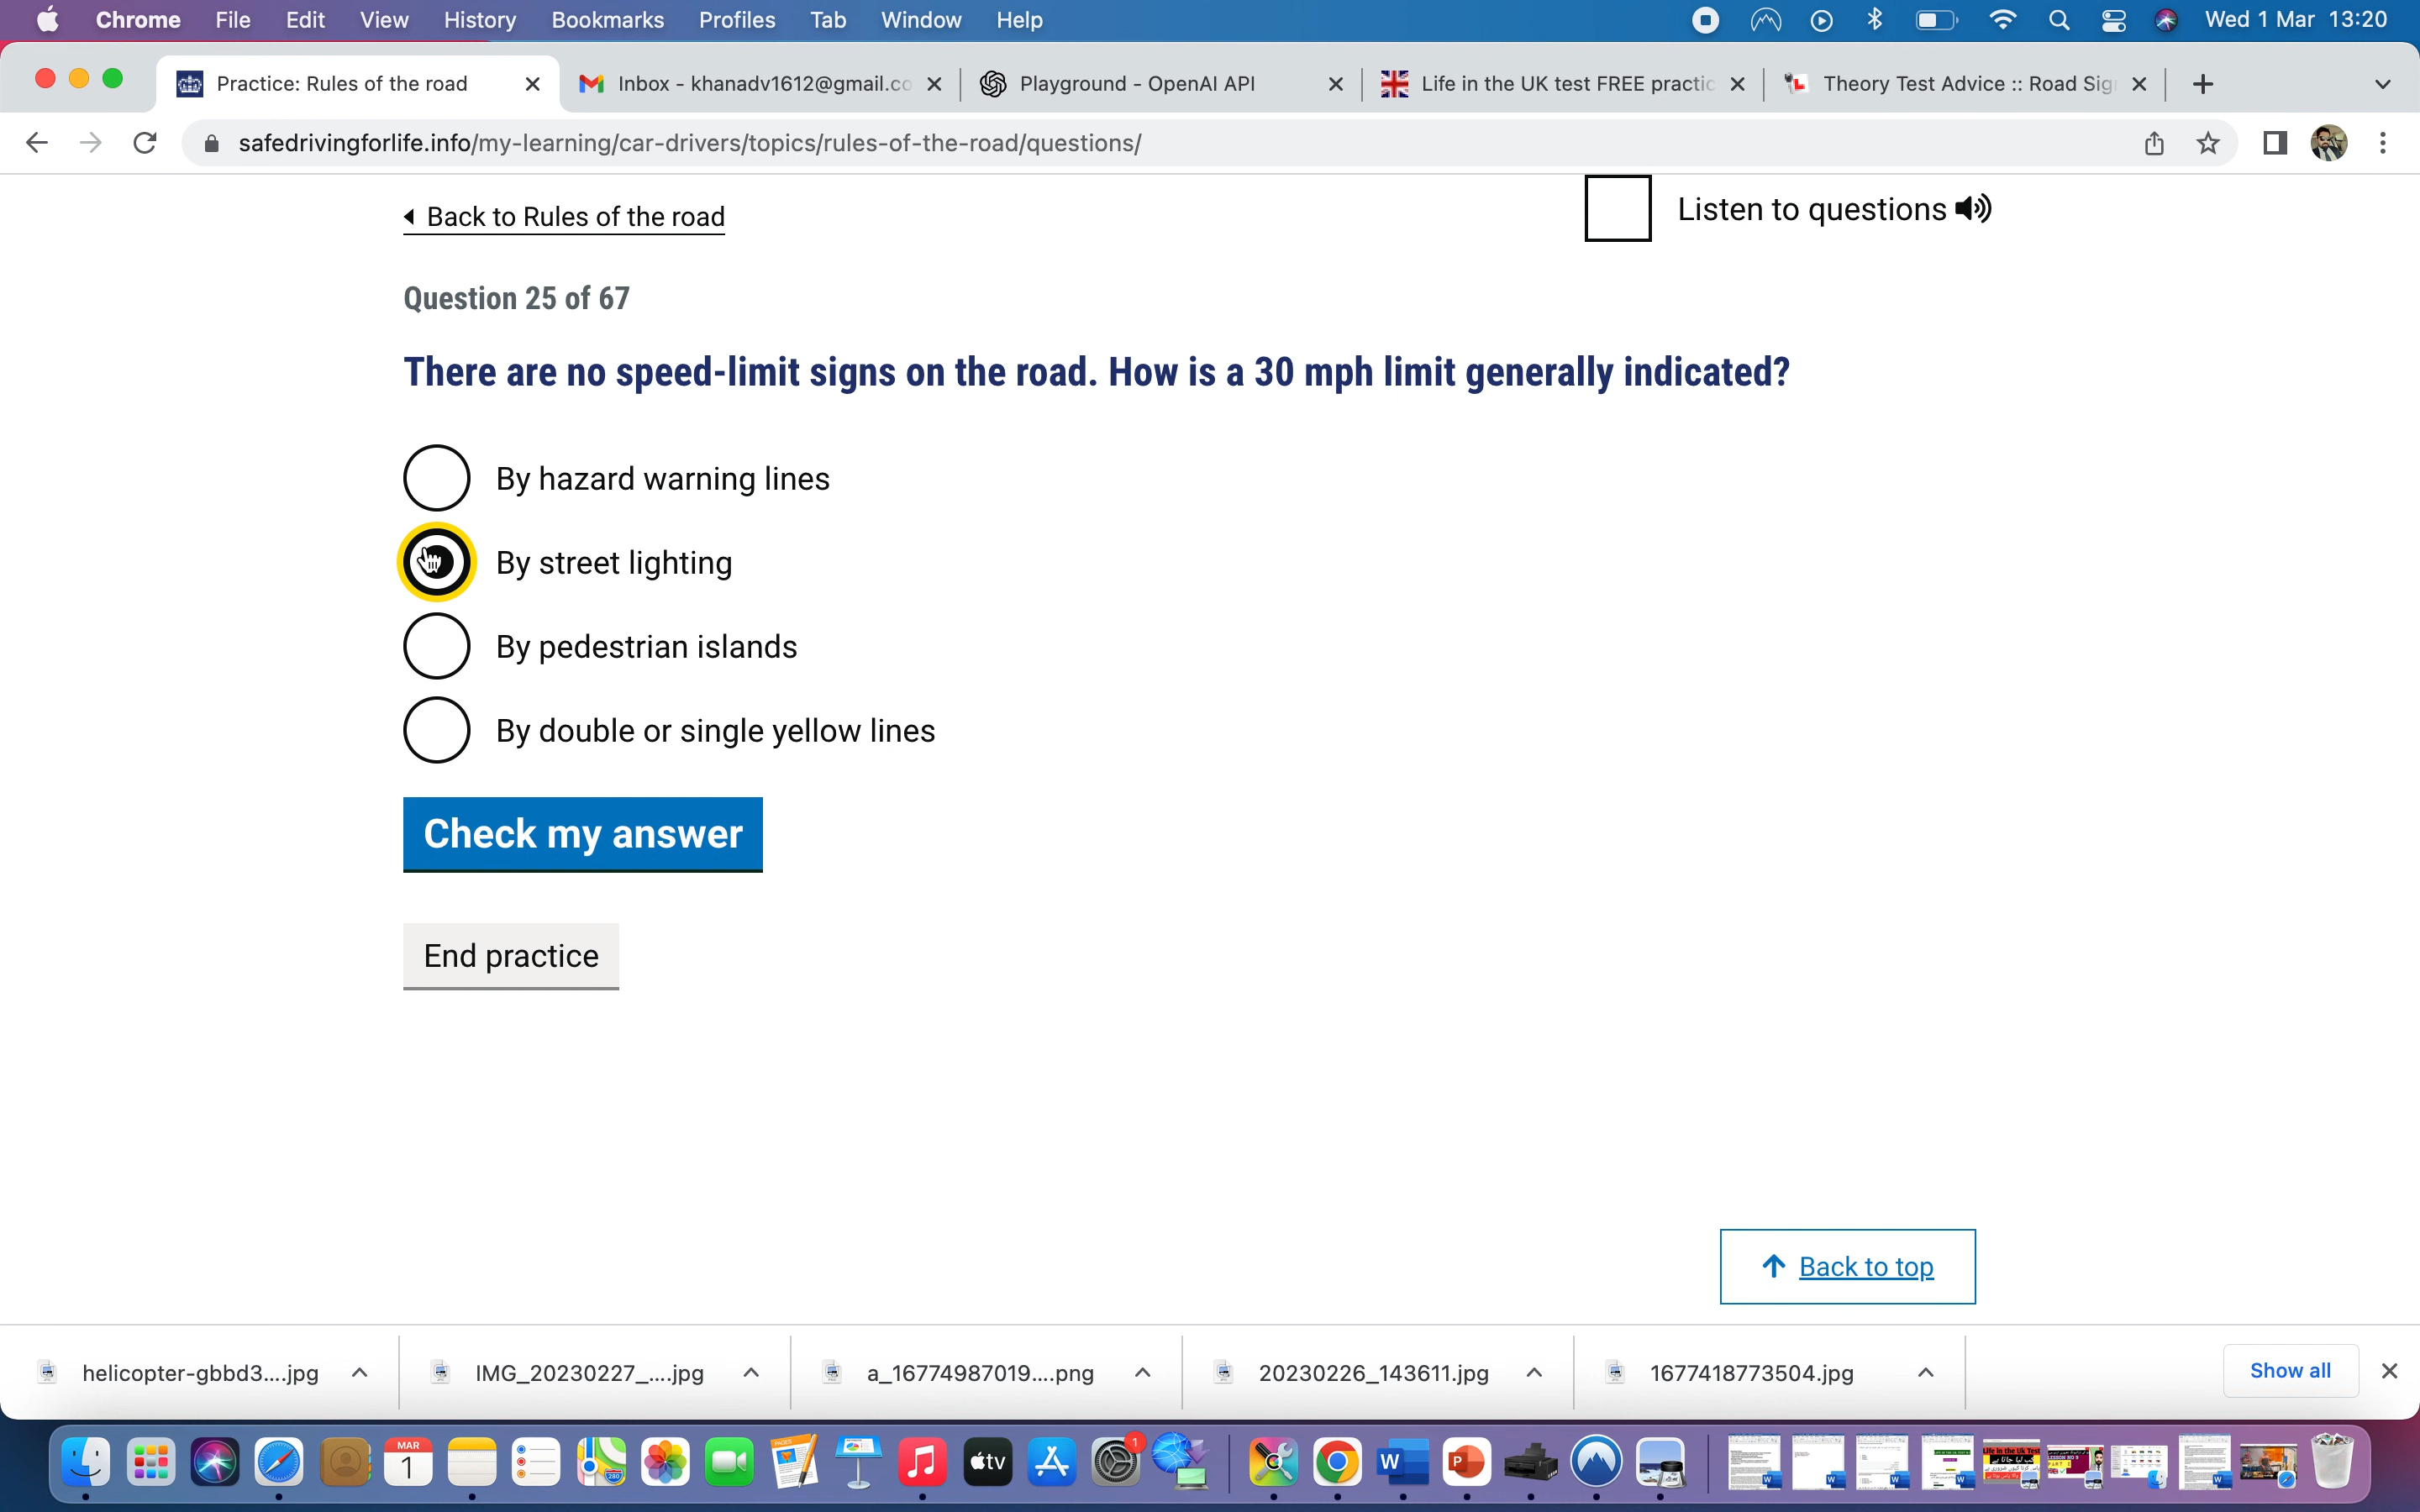 Chrome File Edit View History Bookmarks Profiles Tab Window Help Wed 1 Mar 13:20
Practice: Rules of the road
Inbox - khanadv1612@gmail.co
Playground - OpenAI API
Life in the UK test FREE practic
Theory Test Advice :: Road Sig
safedrivingforlife.info/my-learning/car-drivers/topics/rules-of-the-road/questions/
Back to Rules of the road
Listen to questions
Question 25 of 67
There are no speed-limit signs on the road. How is a 30 mph limit generally indicated?
By hazard warning lines
By street lighting
By pedestrian islands
By double or single yellow lines
Check my answer
End practice
Back to top
helicopter-gbbd3....jpg
IMG_20230227_....jpg
a_16774987019....png
20230226_143611.jpg
1677418773504.jpg
Show all
MAR
1
tv
1
W
P